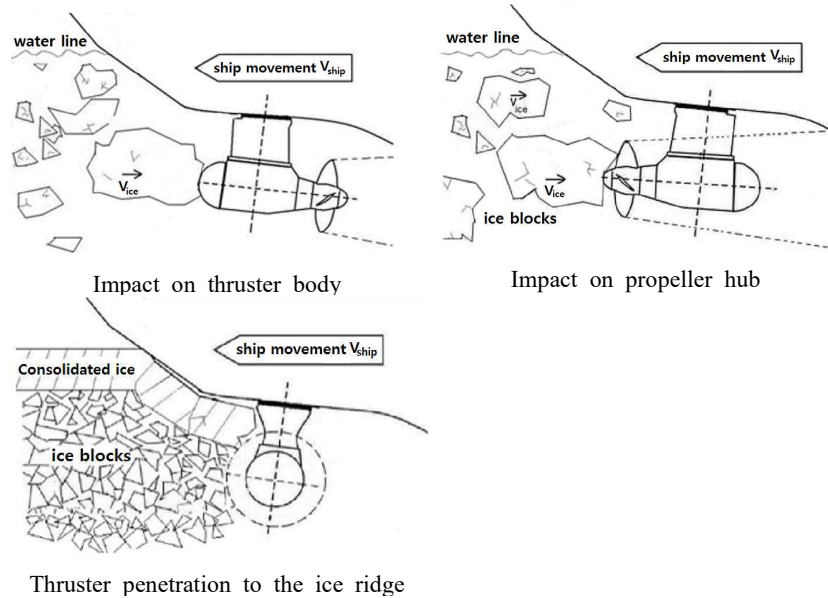 water line
ship movement Vship
Vice
Impact on thruster body
water line
ship movement Vship
Vice
Vice
ice blocks
Impact on propeller hub
ship movement Vship
Consolidated ice
ice blocks
Thruster penetration to the ice ridge